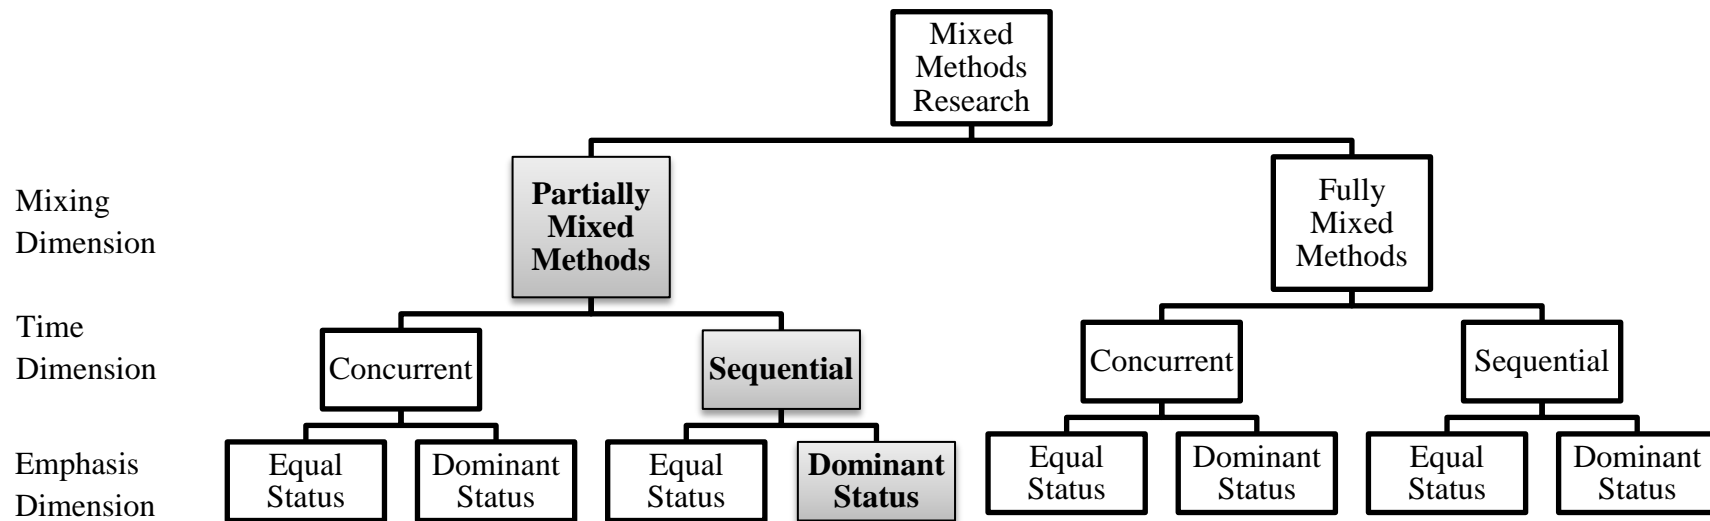 Mixed
Methods
Research
Mixing
Dimension
Partially
Mixed
Methods
Fully
Mixed
Methods
Time
Dimension
Concurrent
Sequential
Concurrent
Sequential
Emphasis
Dimension
Equal
Status
Dominant
Status
Equal
Status
Dominant
Status
Equal
Status
Dominant
Status
Equal
Status
Dominant
Status